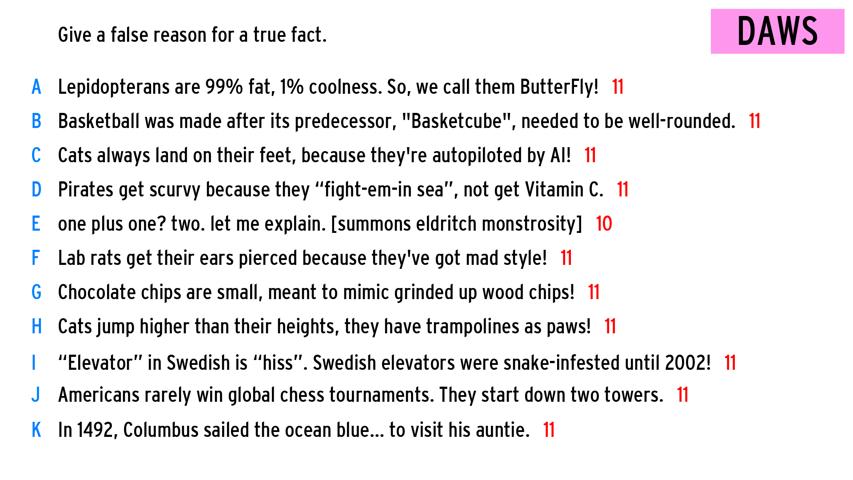 Give a false reason for a true fact.
DAWS
A Lepidopterans are 99% fat, 1% coolness. So, we call them ButterFly! 11
B Basketball was made after its predecessor, "Basketcube", needed to be well-rounded. 11
C Cats always land on their feet, because they're autopiloted by AI! 11
D Pirates get scurvy because they “fight-em-in sea”, not get Vitamin C. 11
E one plus one? two. let me explain. [summons eldritch monstrosity] 10
F Lab rats get their ears pierced because they've got mad style! 11
G Chocolate chips are small, meant to mimic grinded up wood chips! 11
H Cats jump higher than their heights, they have trampolines as paws! 11
I “Elevator” in Swedish is “hiss”. Swedish elevators were snake-infested until 2002! 11
J Americans rarely win global chess tournaments. They start down two towers. 11
K In 1492, Columbus sailed the ocean blue... to visit his auntie. 11